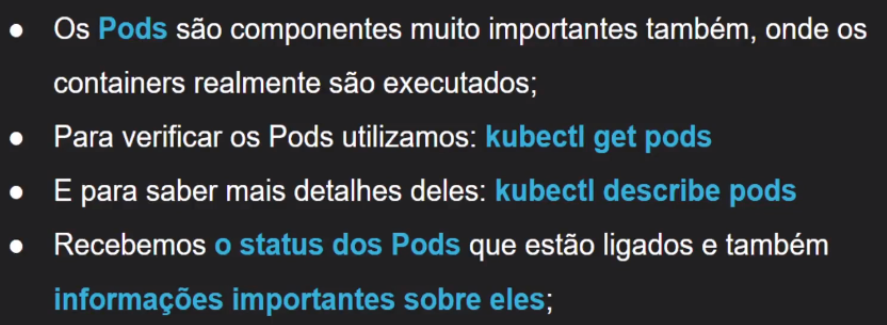 ● Os Pods são componentes muito importantes também, onde os
containers realmente são executados;
● Para verificar os Pods utilizamos: kubectl get pods
● E para saber mais detalhes deles: kubectl describe pods
● Recebemos o status dos Pods que estão ligados e também
informações importantes sobre eles;